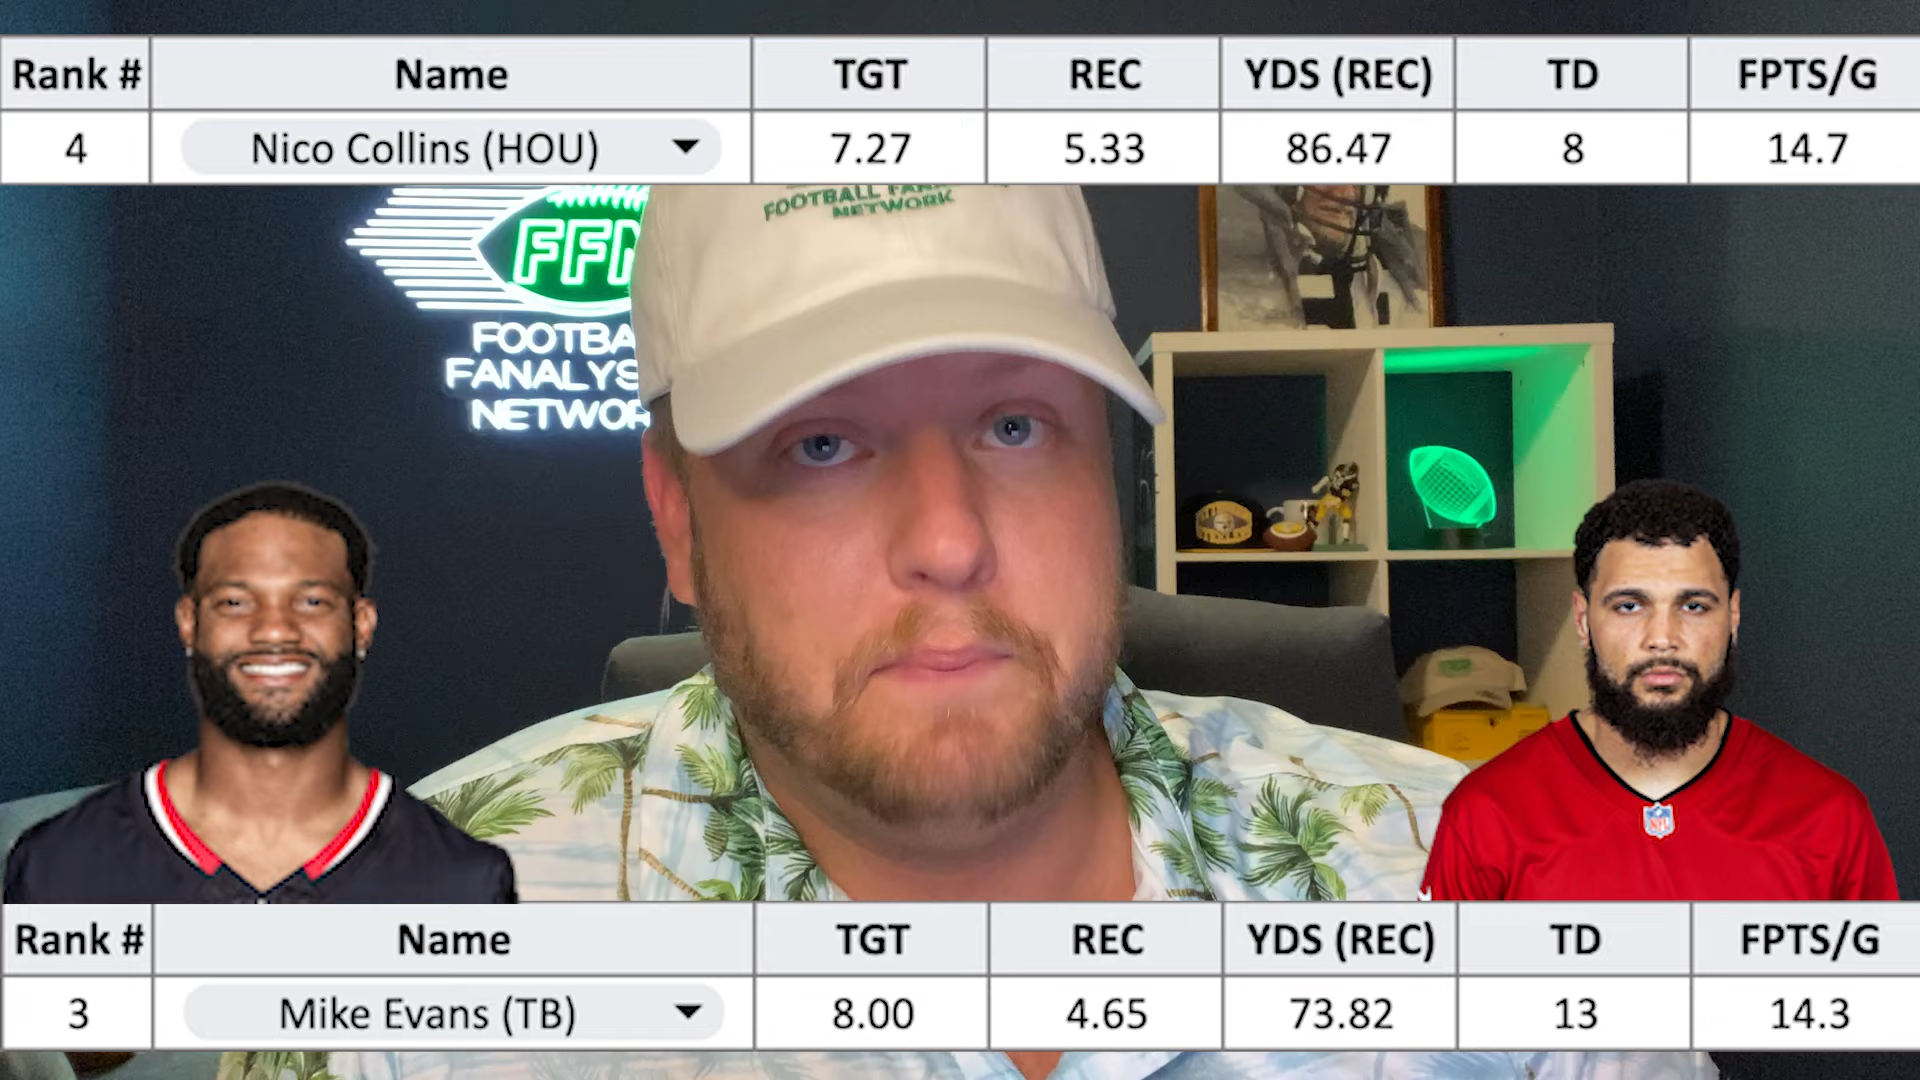 Rank # Name TGT REC YDS (REC) TD FPTS/G
4 Nico Collins (HOU) 7.27 5.33 86.47 8 14.7
FOOTBALL
NETWORK
FFN
FOOTBA
FANALYS
NETWOR
NFL
Rank # Name TGT REC YDS (REC) TD FPTS/G
3 Mike Evans (TB) 8.00 4.65 73.82 13 14.3